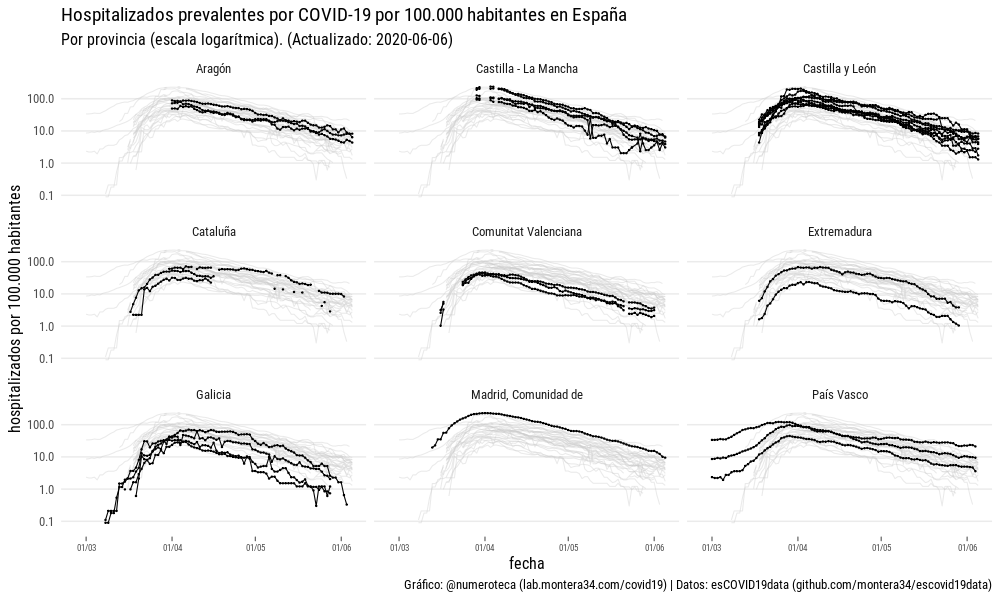 Hospitalizados prevalentes por COVID-19 por 100.000 habitantes en España
Por provincia (escala logarítmica). (Actualizado: 2020-06-06)
Aragón
Castilla - La Mancha
Castilla y León
100.0
10.0
1.0
0.1
Cataluña
Comunitat Valenciana
Extremadura
100.0
10.0
1.0
0.1
Galicia
Madrid, Comunidad de
País Vasco
100.0
10.0
1.0
0.1
hospitalizados por 100.000 habitantes
01/03 01/04 01/05 01/06
01/03 01/04 01/05 01/06
01/03 01/04 01/05 01/06
fecha
Gráfico: @numeroteca (lab.montera34.com/covid19) | Datos: esCOVID19data (github.com/montera34/escovid19data)